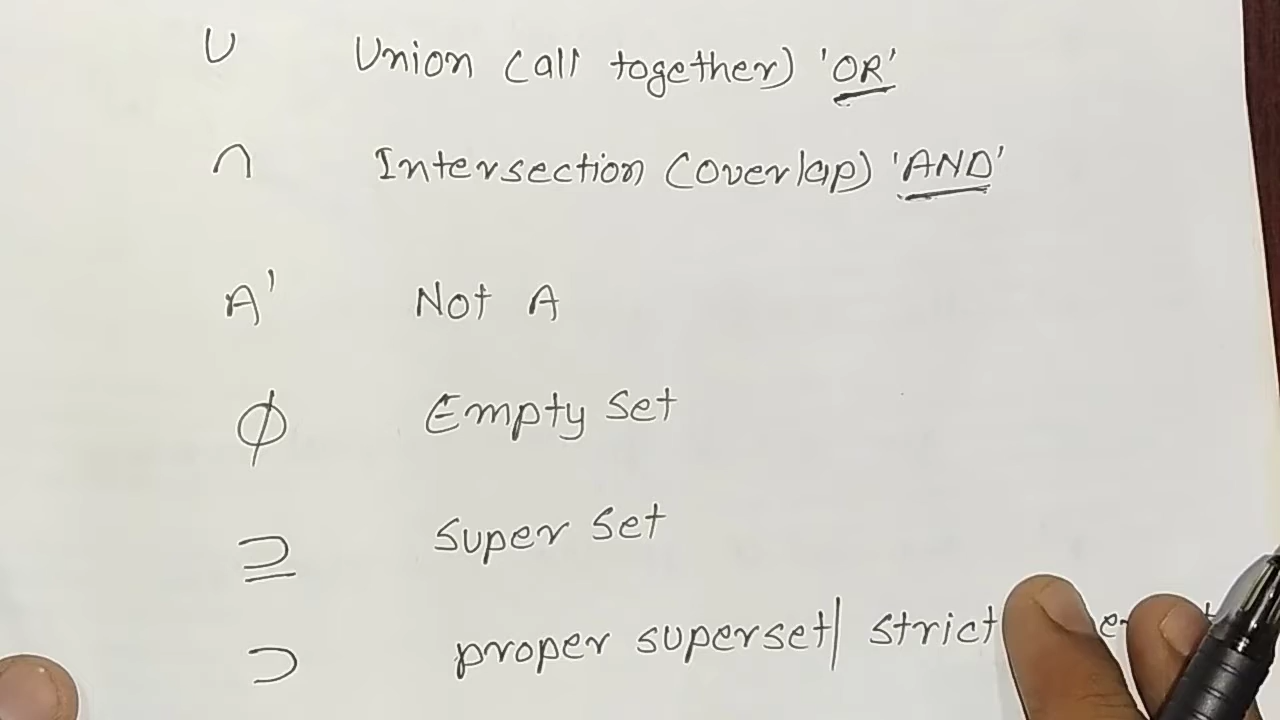 ∪ Union (all together) 'OR'
∩ Intersection (overlap) 'AND'
A' Not A
ϕ Empty set
⊇ super set
⊃ proper superset| strict